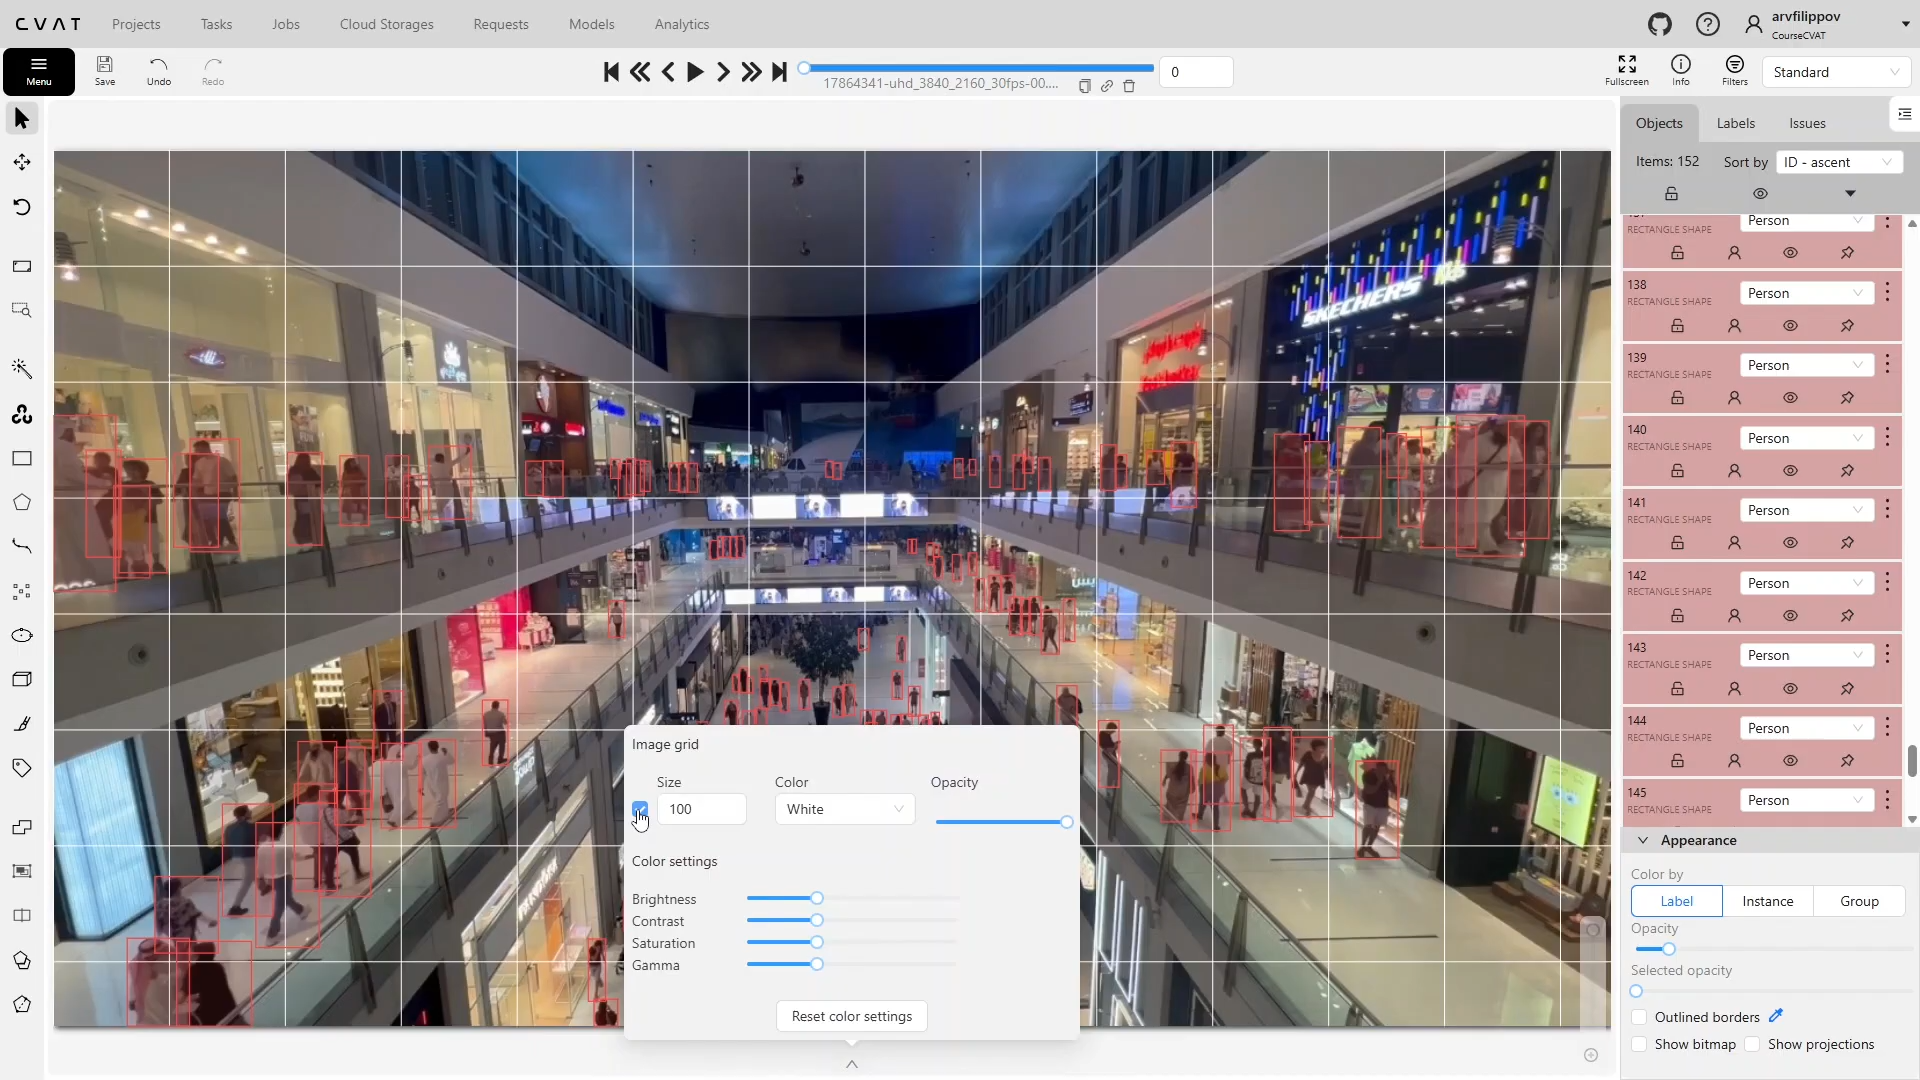 CVAT
Projects
Tasks
Jobs
Cloud Storages
Requests
Models
Analytics
arvfilippov
CourseCVAT
Menu
Save
Undo
Redo
17864341-uhd_3840_2160_30fps-00....
0
Fullscreen
Info
Filters
Standard
Objects
Labels
Issues
Items: 152
Sort by
ID - ascent
RECTANGLE SHAPE
Person
138
RECTANGLE SHAPE
Person
139
RECTANGLE SHAPE
Person
140
RECTANGLE SHAPE
Person
141
RECTANGLE SHAPE
Person
142
RECTANGLE SHAPE
Person
143
RECTANGLE SHAPE
Person
144
RECTANGLE SHAPE
Person
145
Person
SKECHERS
Image grid
Size
Color
Opacity
100
White
Color settings
Brightness
Contrast
Saturation
Gamma
Reset color settings
Appearance
Color by
Label
Instance
Group
Opacity
Selected opacity
Outlined borders
Show bitmap
Show projections